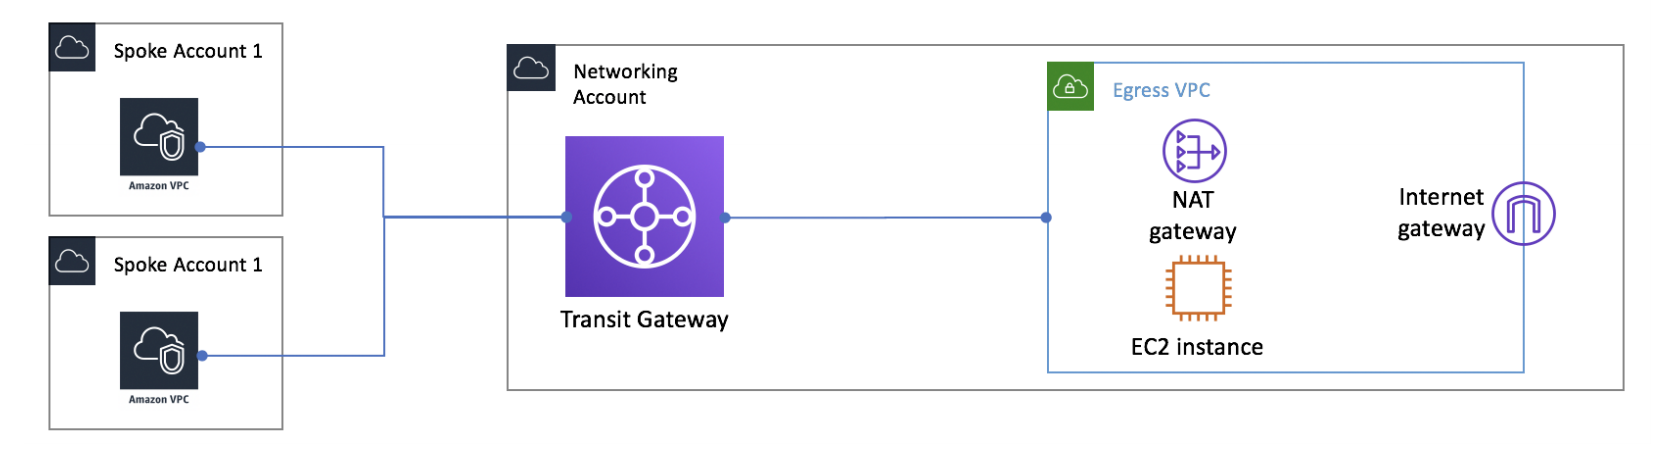 Spoke Account 1
Amazon VPC
Spoke Account 1
Amazon VPC
Networking
Account
Transit Gateway
Egress VPC
NAT
gateway
EC2 instance
Internet
gateway